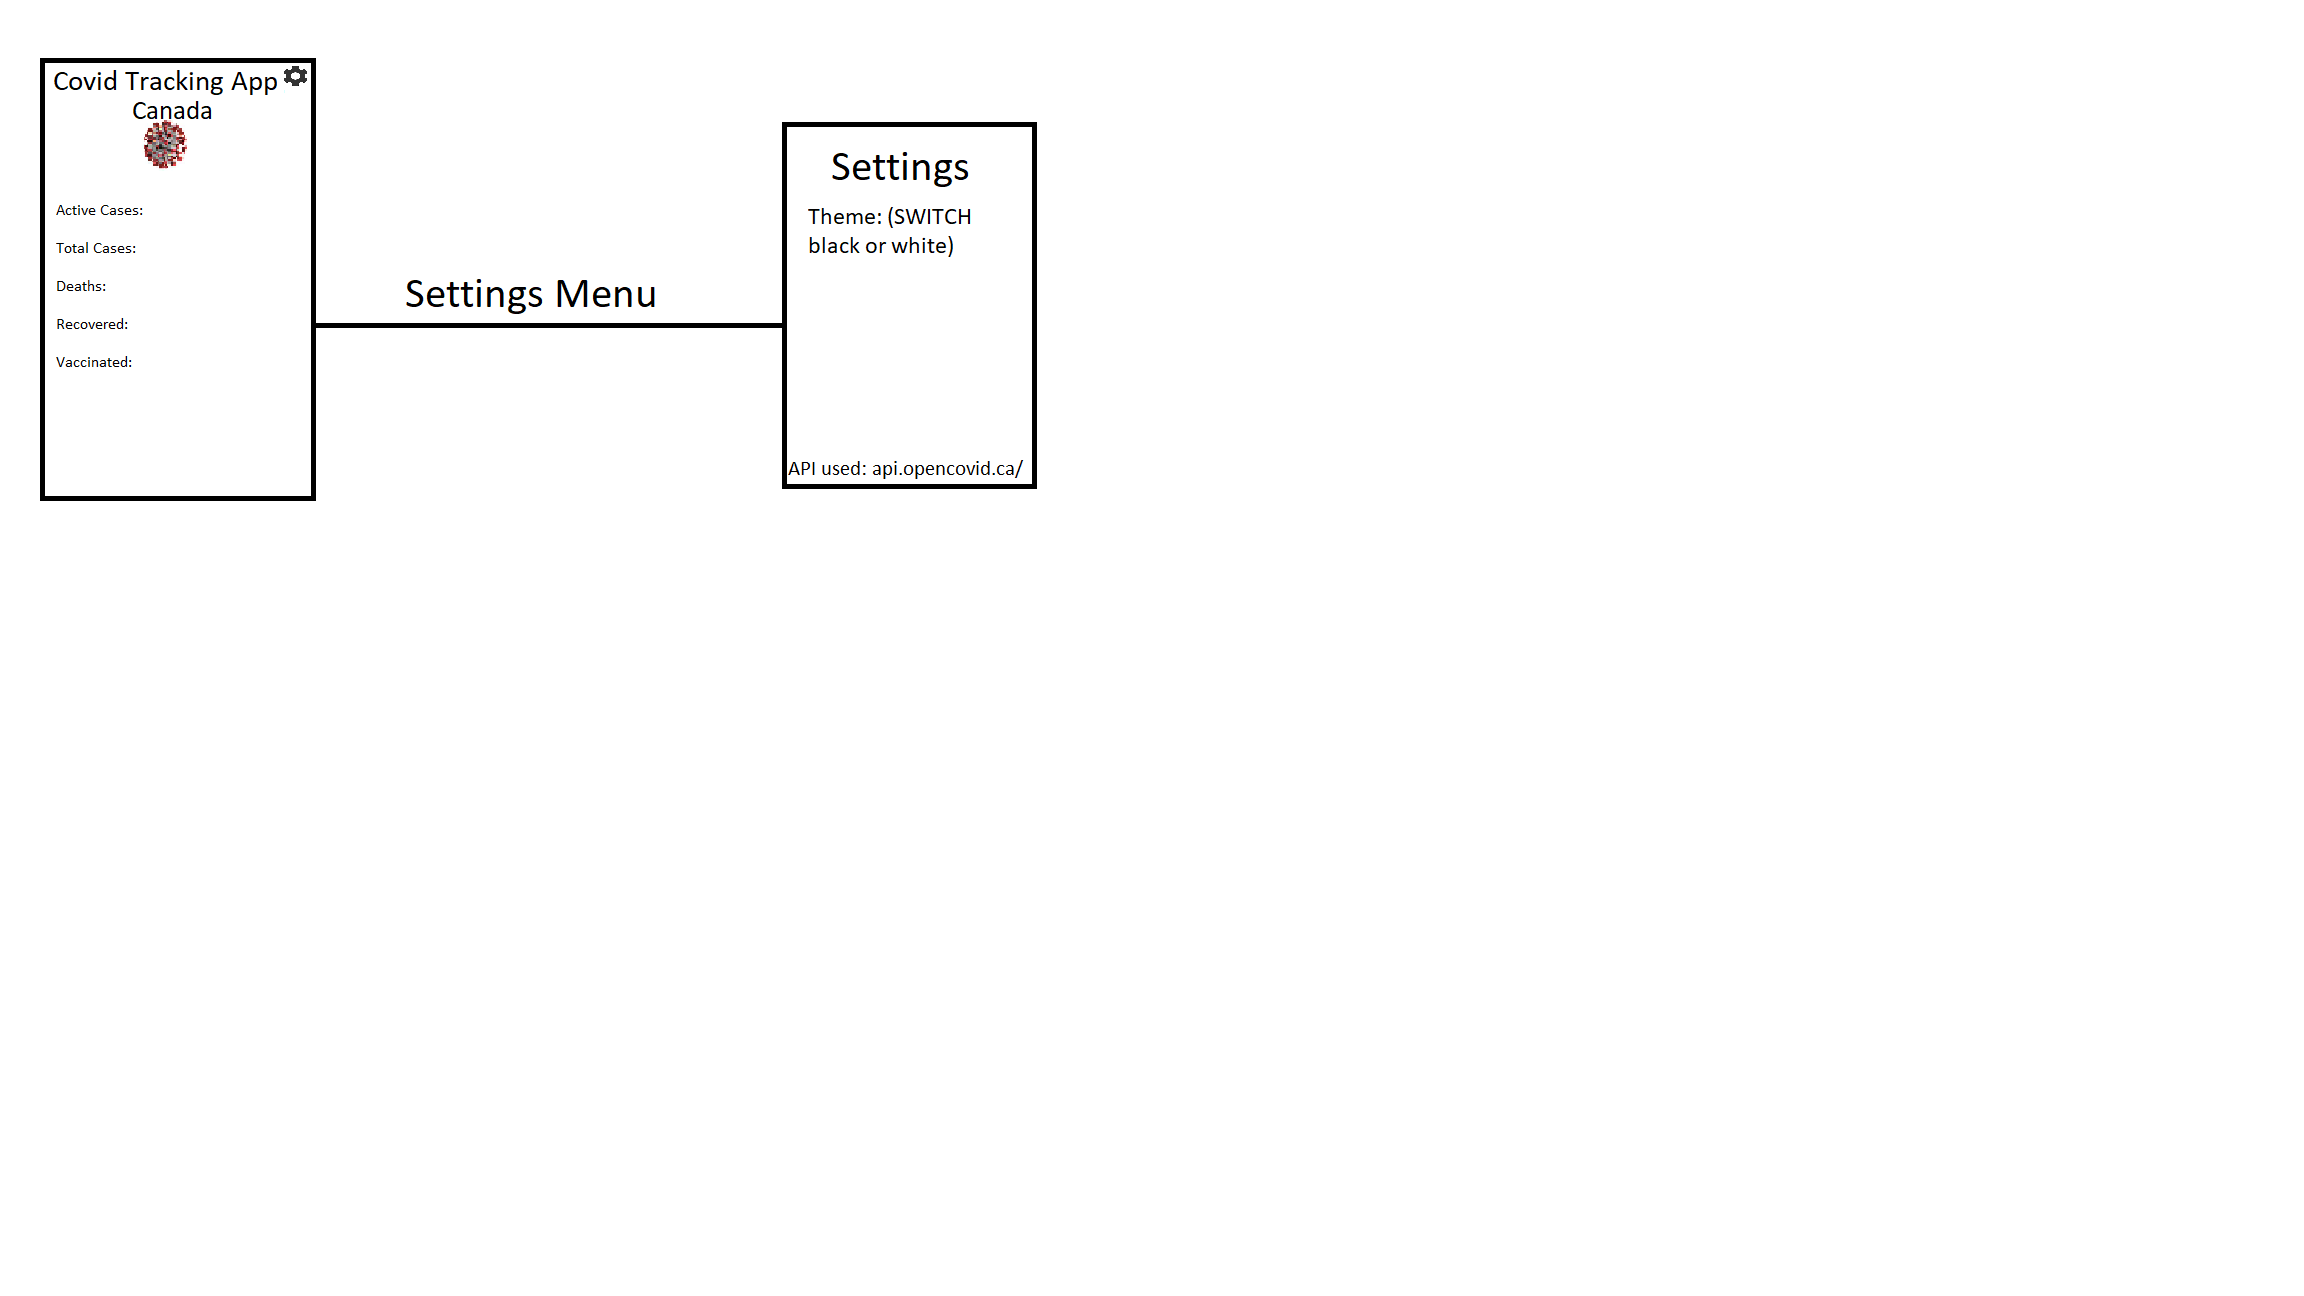 Covid Tracking App
Canada
Active Cases:
Total Cases:
Deaths:
Recovered:
Vaccinated:
Settings Menu
Settings
Theme: (SWITCH
black or white)
API used: api.opencovid.ca/